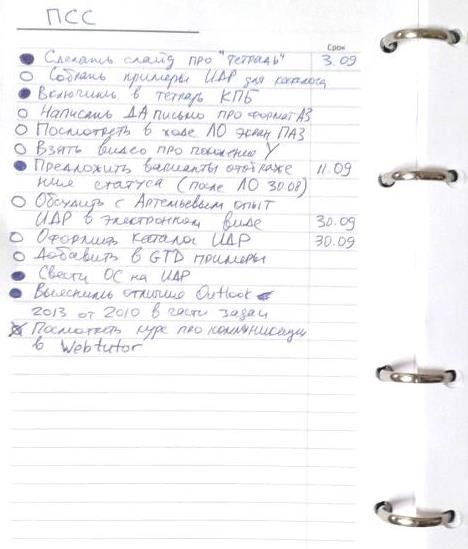 ПСС
Срок
Сделать слайд про "тетрадь" 3.09
Собрать примеры ИДР для каталога
Включить в тетрадь КПБ
Написать ДА письмо про формат АЗ
Посмотреть в ходе ЛО экран ПАЗ
Взять видео про поколение Y
Предложить варианты отображе 11.09
ния статуса (после ЛО 30.08)
Обсудить с Артемьевым опыт
ИДР в электронном виде 30.09
Оформить каталог ИДР 30.09
Добавить в GTD примеры
Свести ОС на ИДР
Выяснить отличие Outlook
2013 от 2010 в части задач
Посмотреть курс про коммуникации
в Webtutor